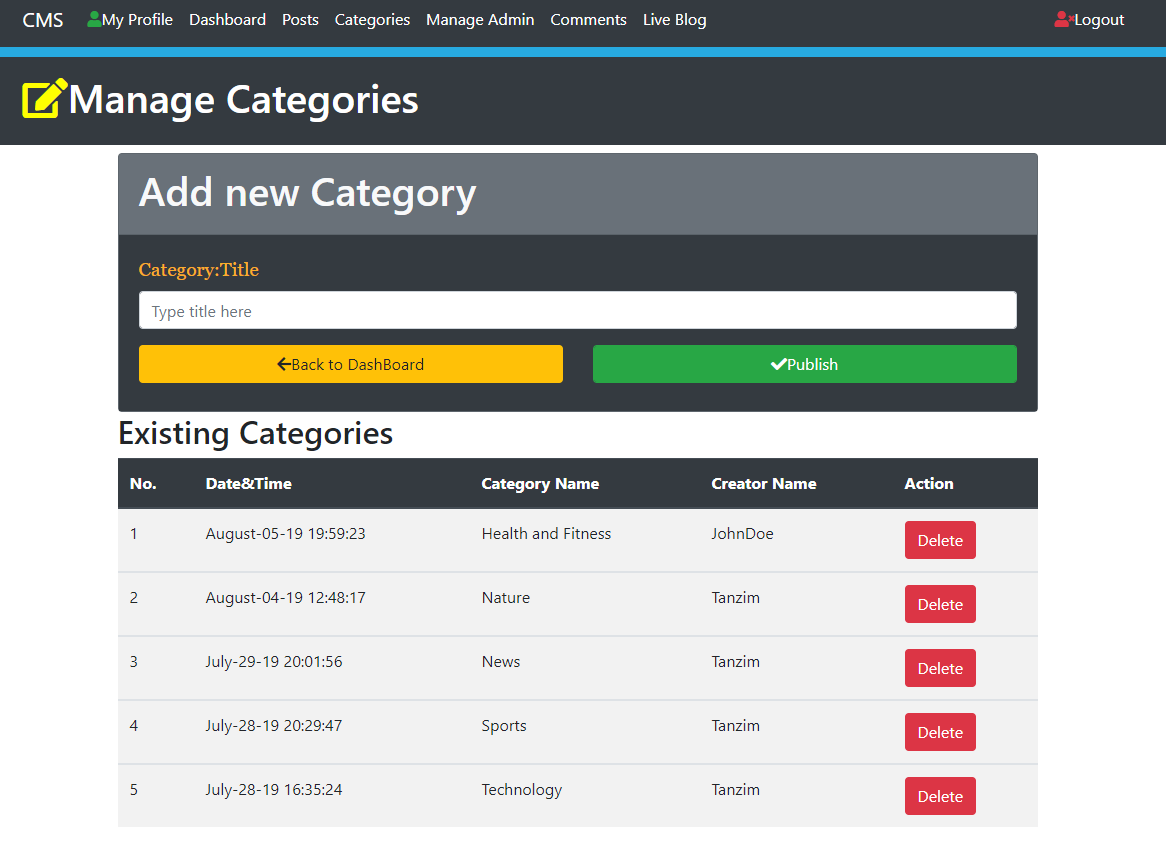 CMS My Profile Dashboard Posts Categories Manage Admin Comments Live Blog Logout
Manage Categories
Add new Category
Category:Title
Type title here
Back to DashBoard Publish
Existing Categories
No. Date&Time Category Name Creator Name Action
1 August-05-19 19:59:23 Health and Fitness JohnDoe Delete
2 August-04-19 12:48:17 Nature Tanzim Delete
3 July-29-19 20:01:56 News Tanzim Delete
4 July-28-19 20:29:47 Sports Tanzim Delete
5 July-28-19 16:35:24 Technology Tanzim Delete